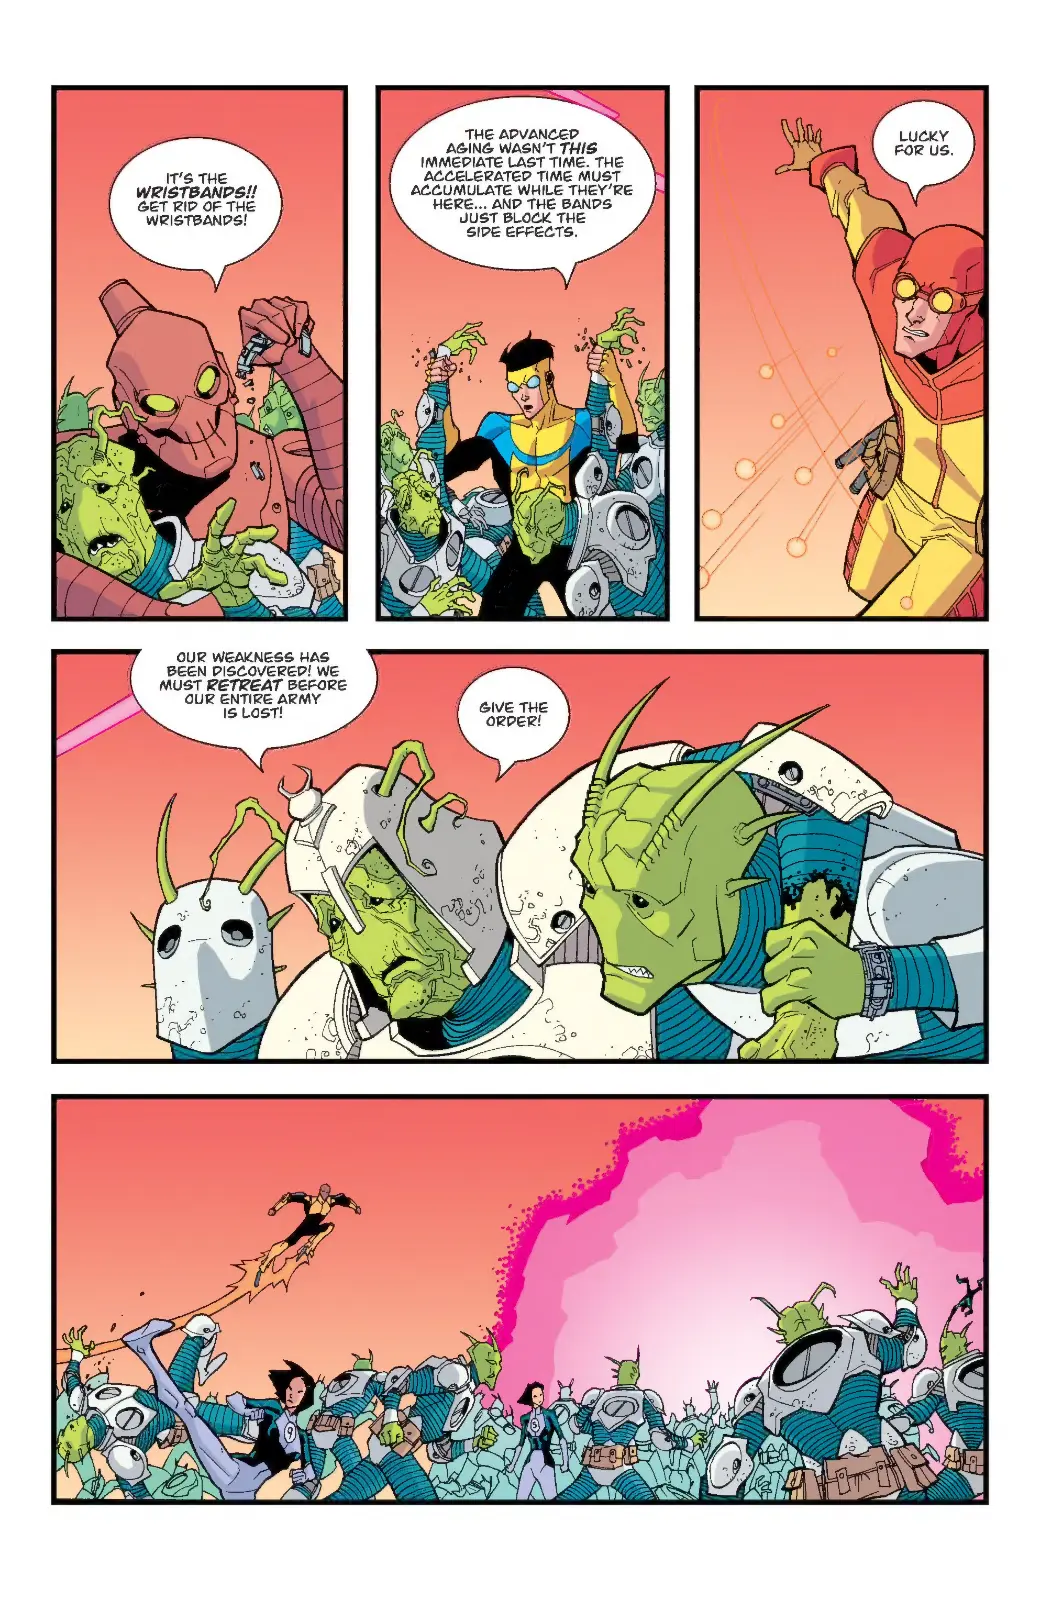 IT'S THE
WRISTBANDS!!
GET RID OF THE
WRISTBANDS!
THE ADVANCED
AGING WASN'T THIS
IMMEDIATE LAST TIME. THE
ACCELERATED TIME MUST
ACCUMULATE WHILE THEY'RE
HERE... AND THE BANDS
JUST BLOCK THE
SIDE EFFECTS.
LUCKY
FOR US.
OUR WEAKNESS HAS
BEEN DISCOVERED! WE
MUST RETREAT BEFORE
OUR ENTIRE ARMY
IS LOST!
GIVE THE
ORDER!
9
3